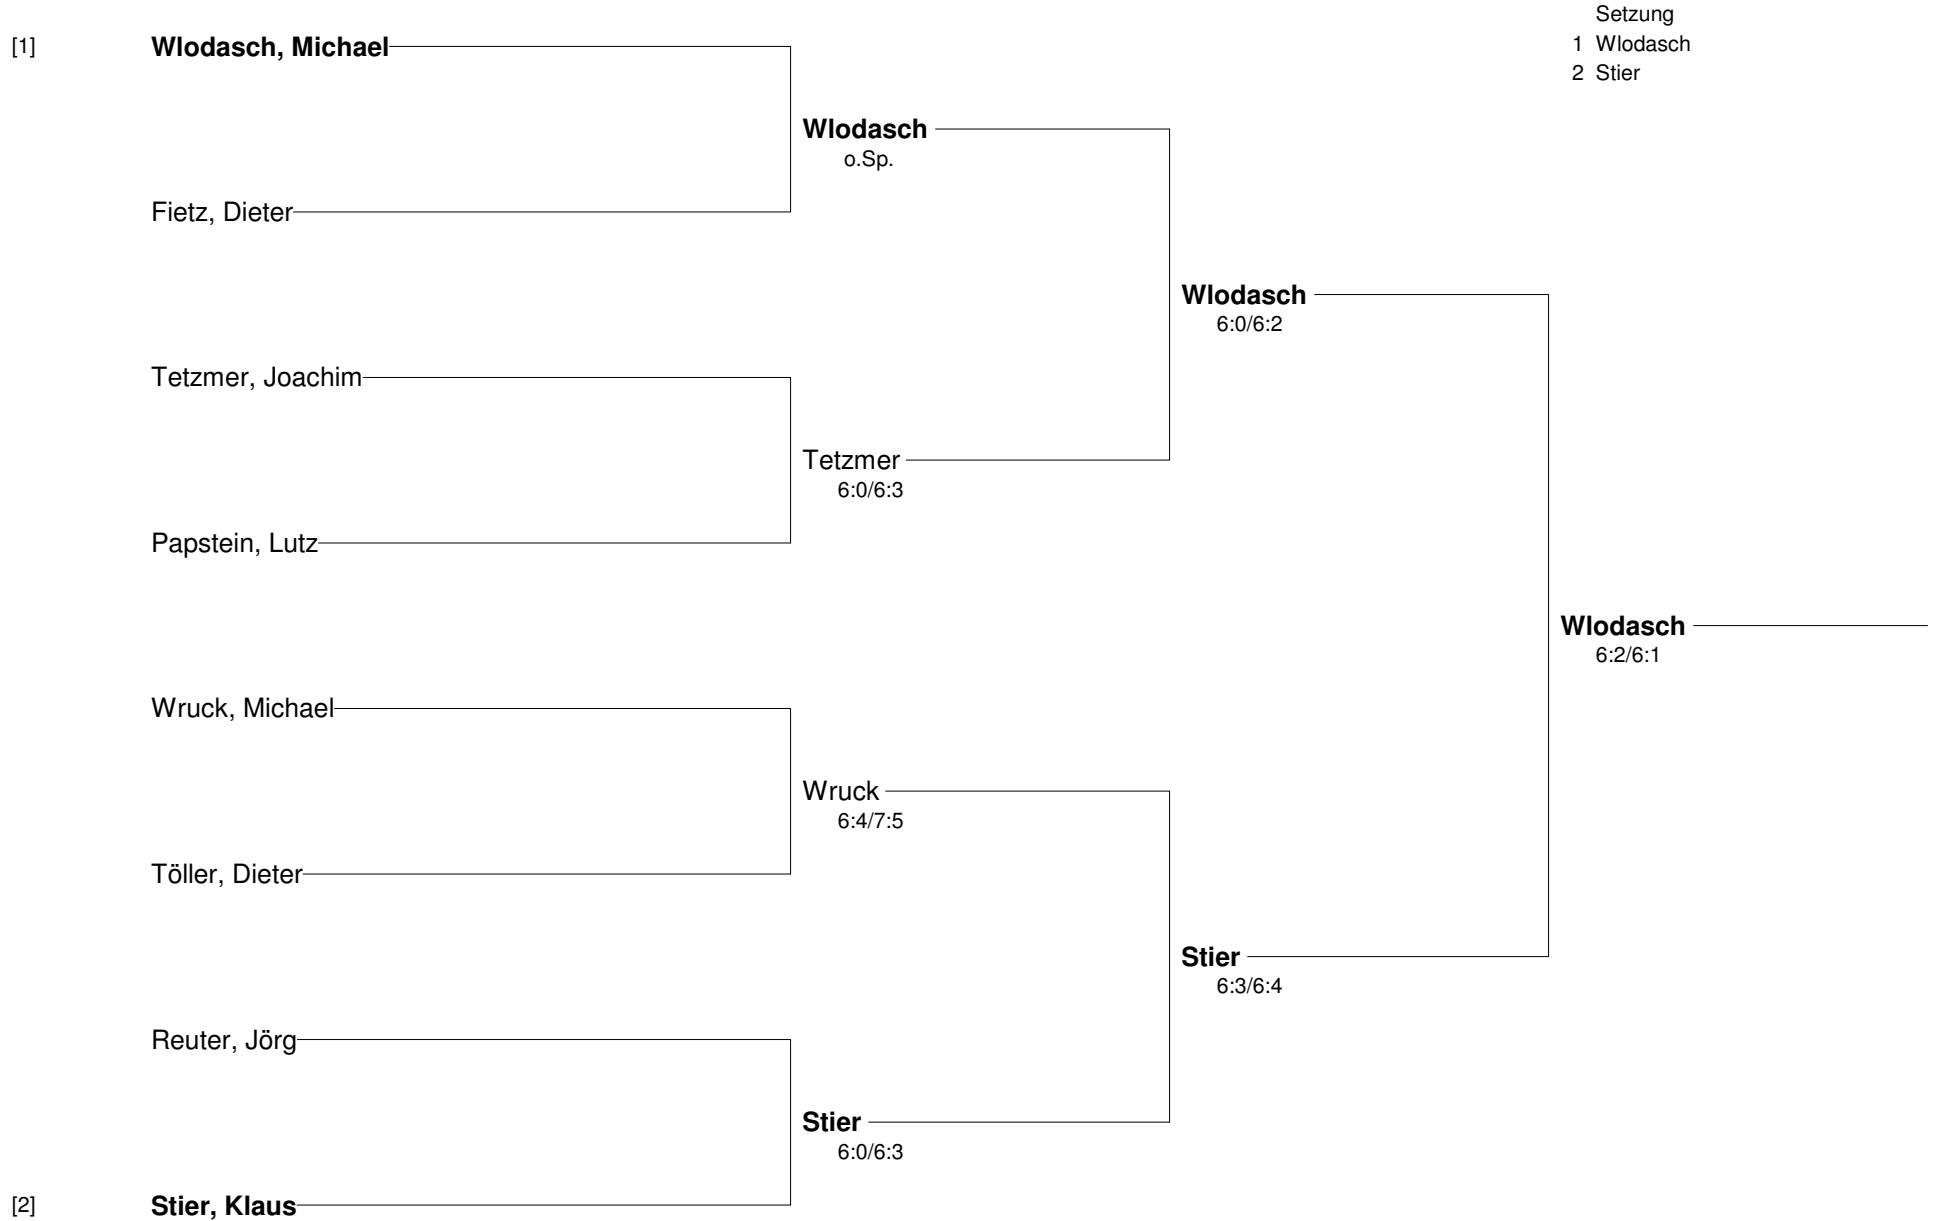 Setzung
[1] Wlodasch, Michael
1 Wlodasch
2 Stier
Wlodasch
o.Sp.
Fietz, Dieter
Wlodasch
6:0/6:2
Tetzmer, Joachim
Tetzmer
6:0/6:3
Papstein, Lutz
Wlodasch
6:2/6:1
Wruck, Michael
Wruck
6:4/7:5
Töller, Dieter
Stier
6:3/6:4
Reuter, Jörg
Stier
6:0/6:3
[2] Stier, Klaus